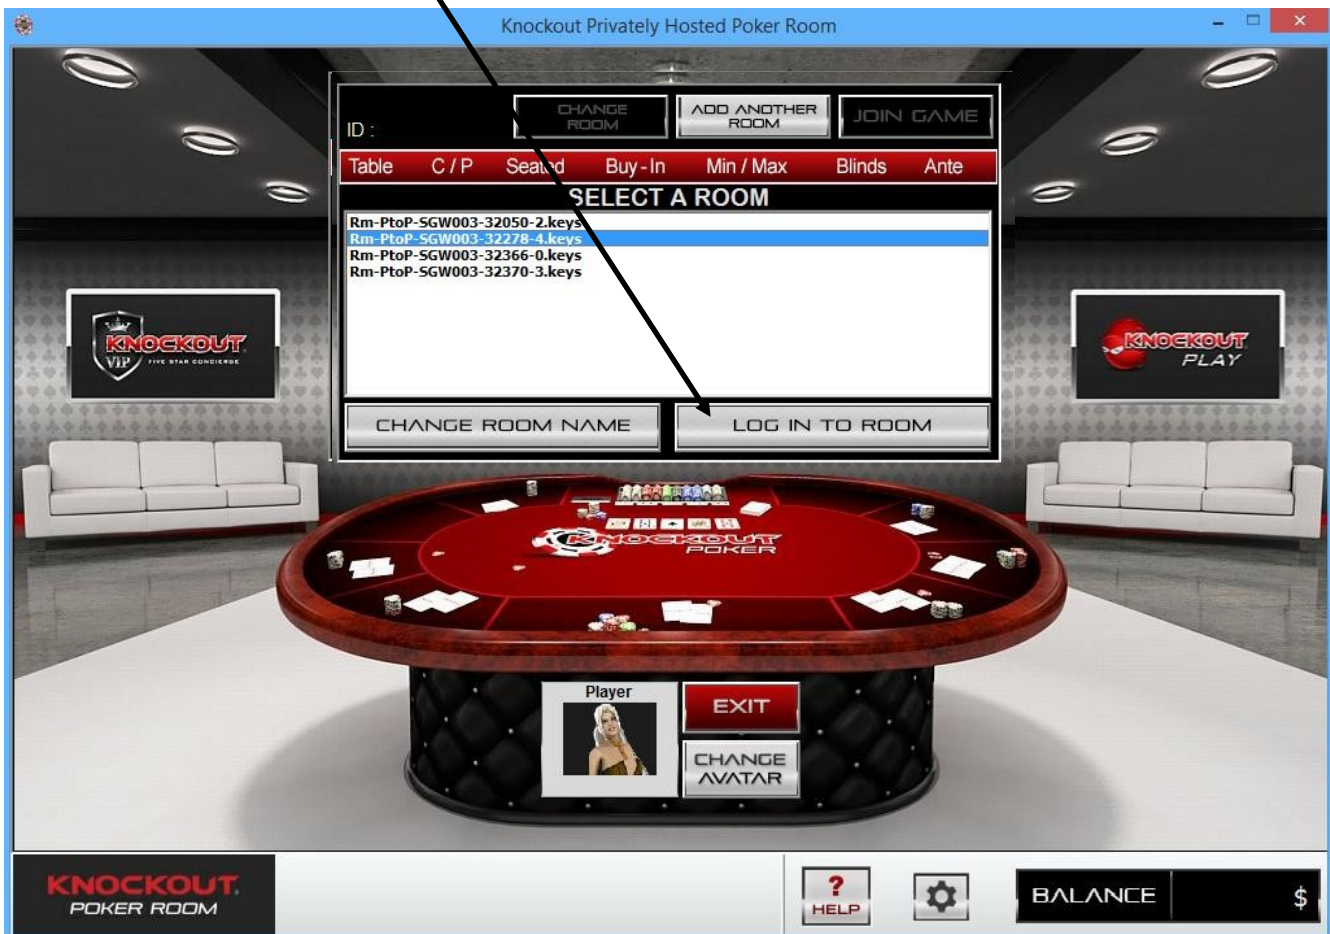 Knockout Privately Hosted Poker Room
ID :
CHANGE ROOM
ADD ANOTHER ROOM
JOIN GAME
Table C / P Seated Buy - In Min / Max Blinds Ante
SELECT A ROOM
Rm-PtoP-SGW003-32050-2.keys
Rm-PtoP-SGW003-32278-4.keys
Rm-PtoP-SGW003-32366-0.keys
Rm-PtoP-SGW003-32370-3.keys
KNOCKOUT
VIP FIVE STAR CONCIERGE
KNOCKOUT
PLAY
CHANGE ROOM NAME
LOG IN TO ROOM
KNOCKOUT
POKER
Player
EXIT
CHANGE
AVATAR
KNOCKOUT.
POKER ROOM
?
HELP
BALANCE $